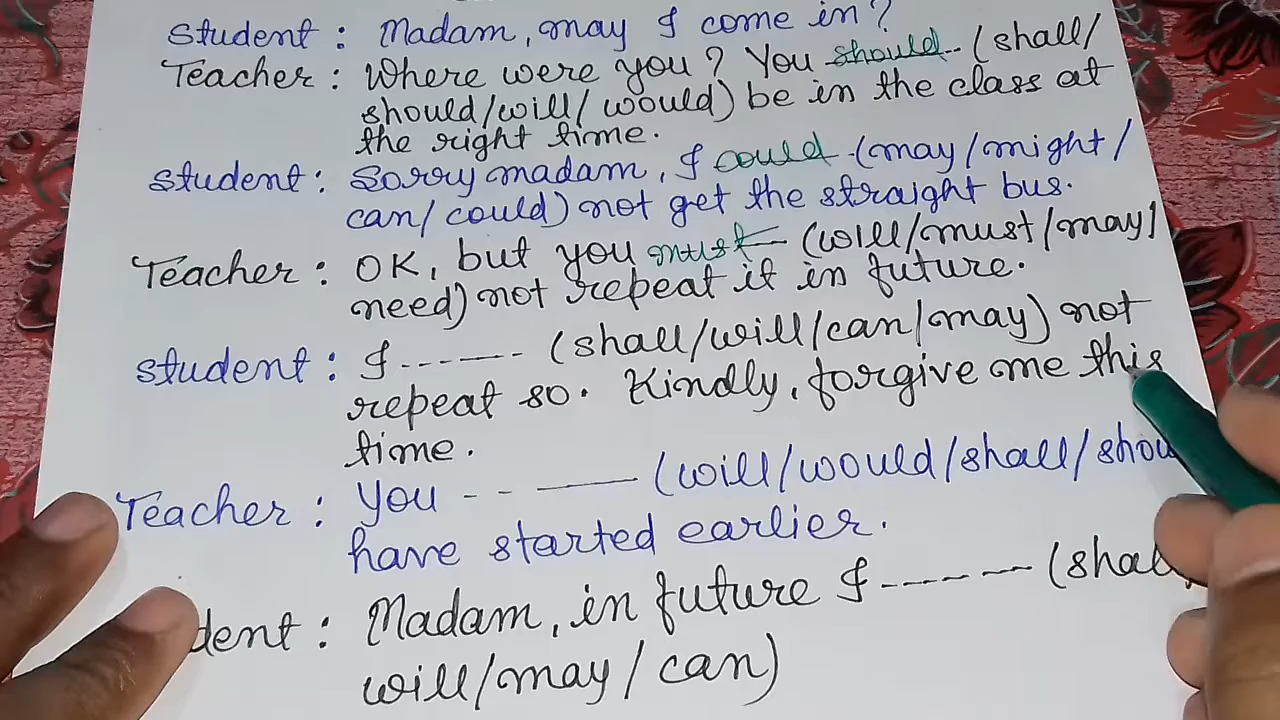 Student : Madam, may I come in?
Teacher : Where were you? You should (shall/
should/will/would) be in the class at
the right time.
Student : Sorry madam, I could (may/might/
can/could) not get the straight bus.
Teacher : OK, but you must (will/must/may/
need) not repeat it in future.
Student : I ------ (shall/will/can/may) not
repeat so. Kindly, forgive me this
time.
Teacher : You ------ (will/would/shall/shou
have started earlier.
dent : Madam, in future I ------ (shall
will/may/can)